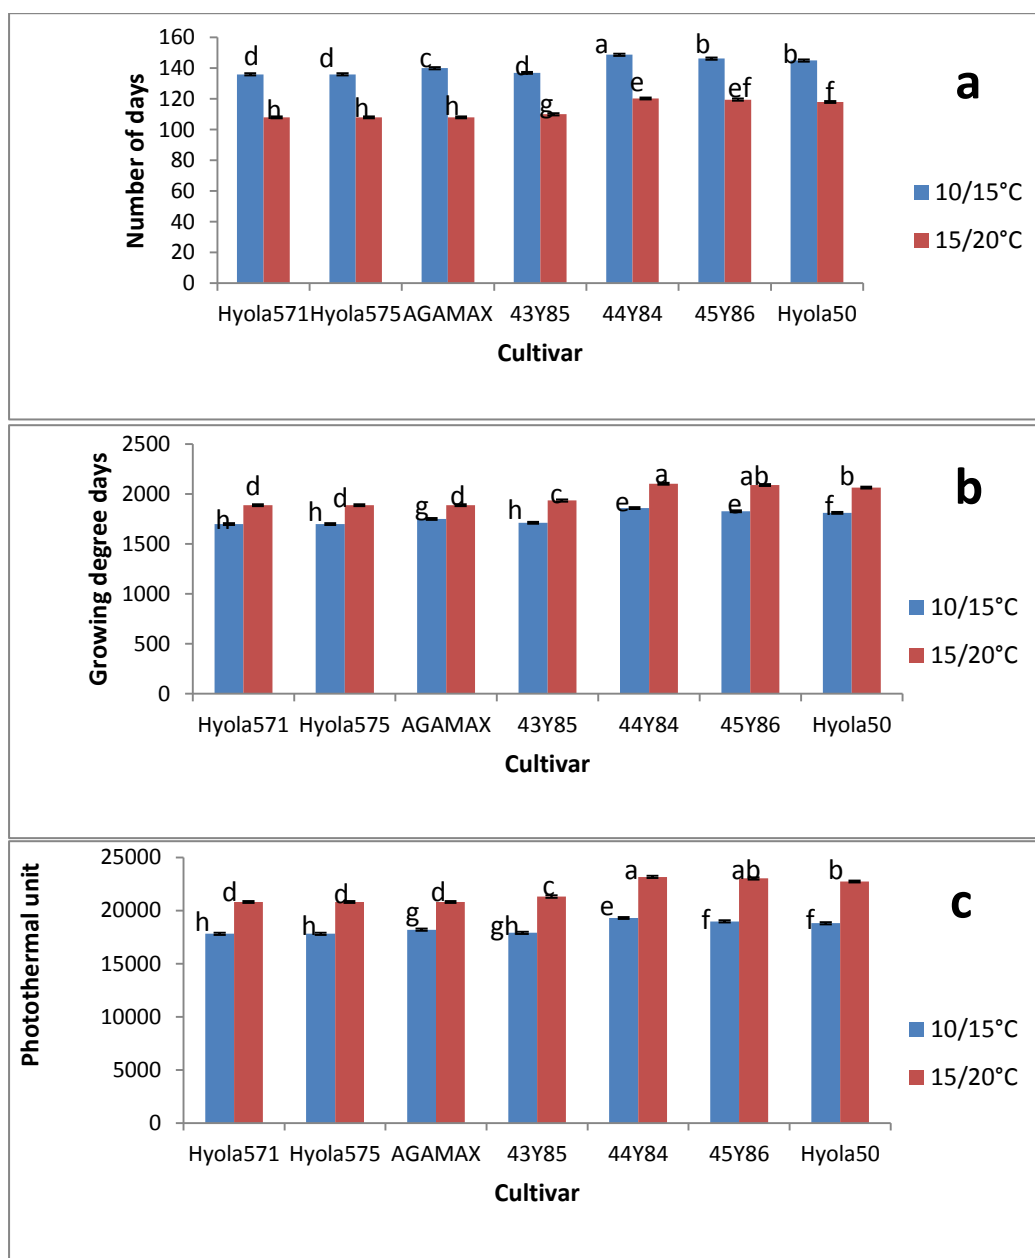 160
140
120
100
80
60
40
20
0
Number of days
d h d h c h d g a e b ef b f
a
10/15°C
15/20°C
Hyola571 Hyola575 AGAMAX 43Y85 44Y84 45Y86 Hyola50
Cultivar
2500
2000
1500
1000
500
0
Growing degree days
h d h d g d h c e a e ab f b
b
10/15°C
15/20°C
Hyola571 Hyola575 AGAMAX 43Y85 44Y84 45Y86 Hyola50
Cultivar
25000
20000
15000
10000
5000
0
Photothermal unit
h d h d g d gh c e a f ab f b
c
10/15°C
15/20°C
Hyola571 Hyola575 AGAMAX 43Y85 44Y84 45Y86 Hyola50
Cultivar